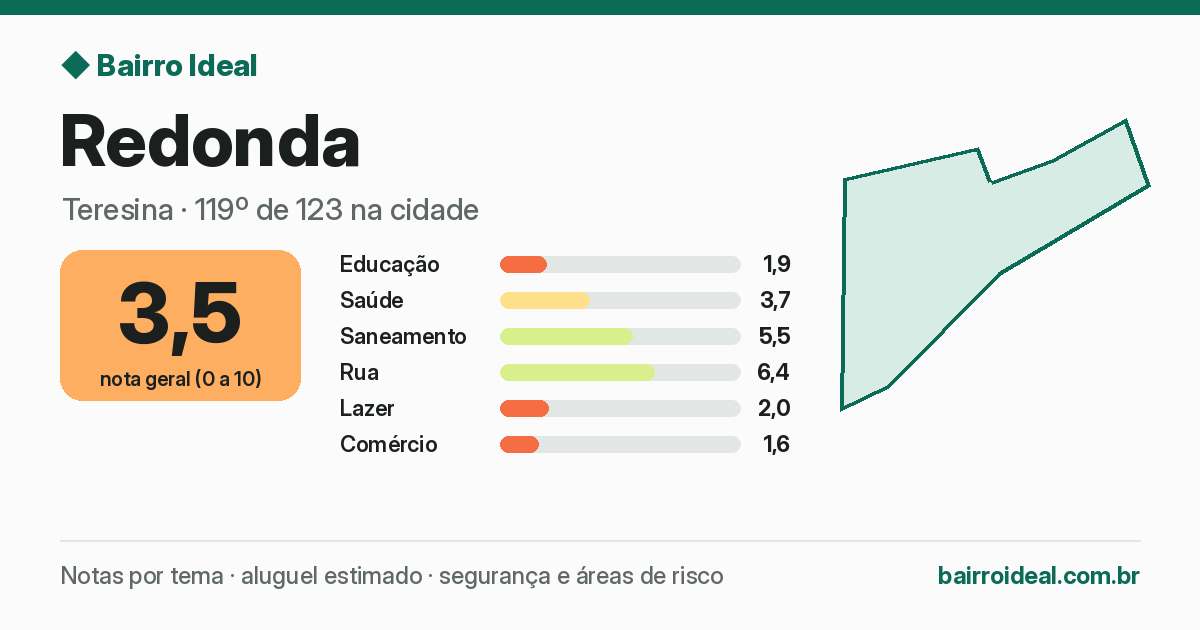 Bairro Ideal
Redonda
Teresina · 119º de 123 na cidade
3,5
nota geral (0 a 10)
Educação 1,9
Saúde 3,7
Saneamento 5,5
Rua 6,4
Lazer 2,0
Comércio 1,6
Notas por tema · aluguel estimado · segurança e áreas de risco
bairroideal.com.br